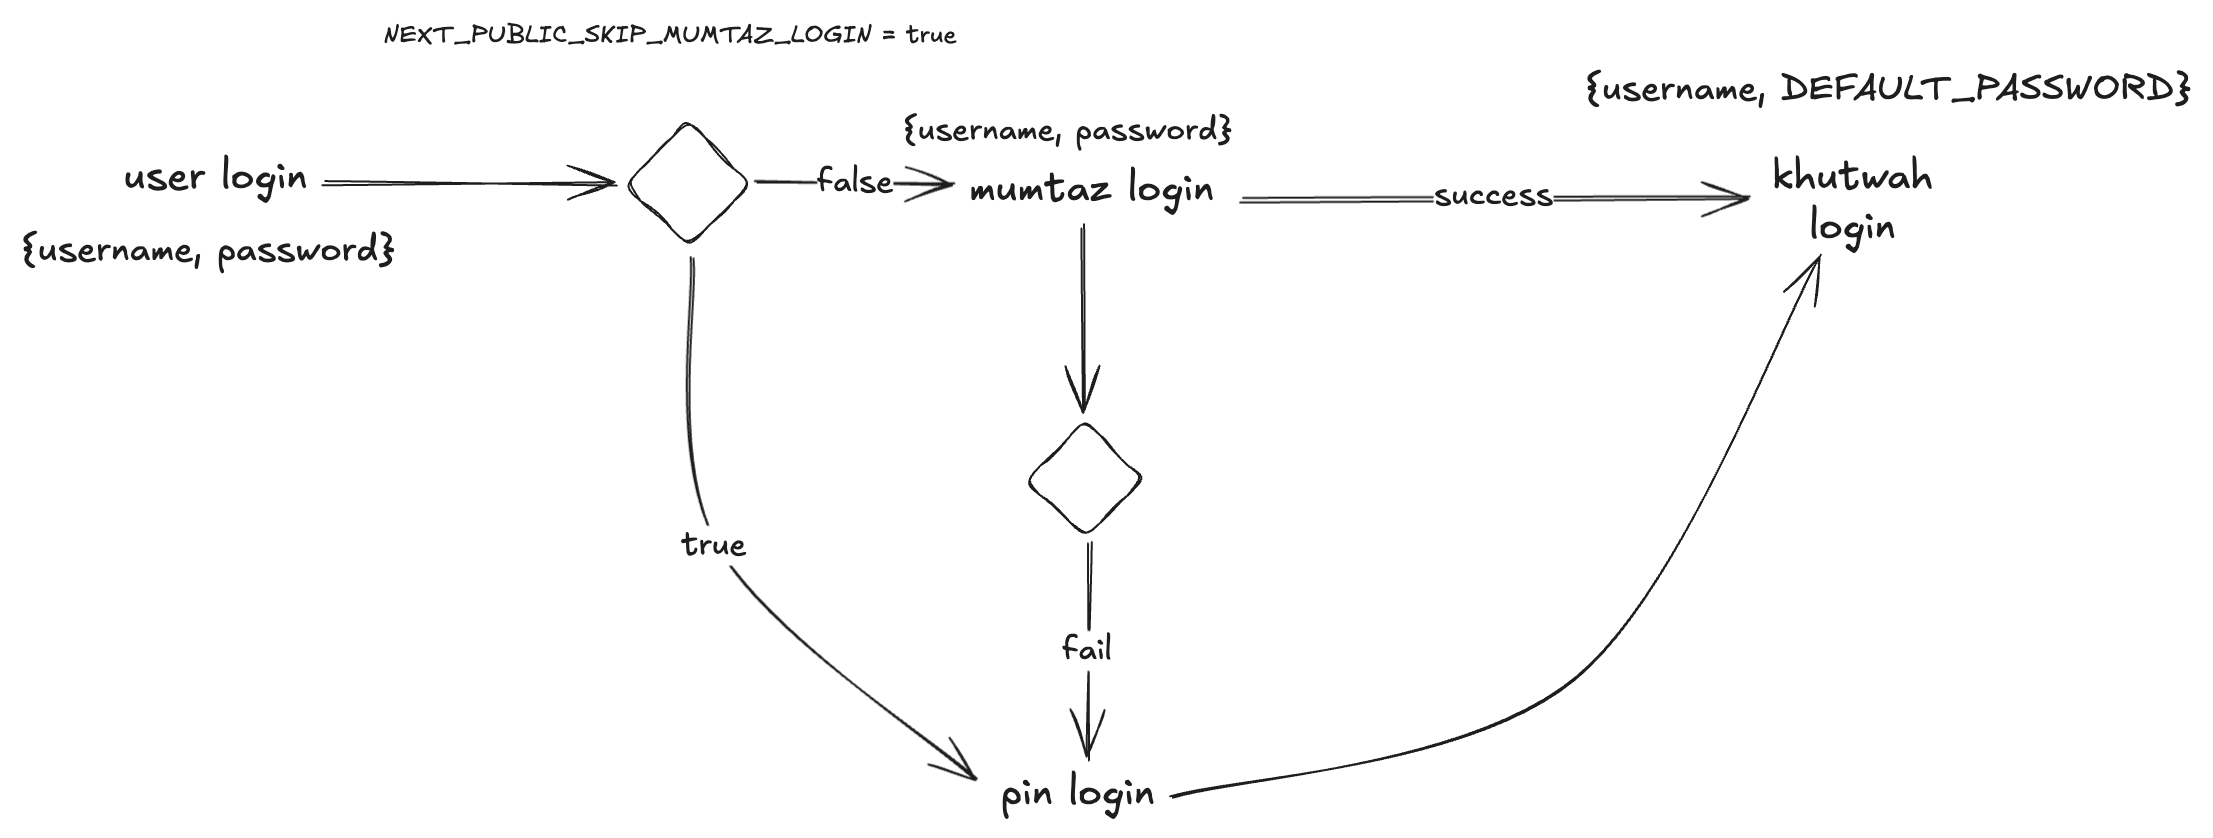 NEXT_PUBLIC_SKIP_MUMTAZ_LOGIN = true
{username, DEFAULT_PASSWORD}
{username, password}
user login
false
mumtaz login
success
khutwah
login
{username, password}
true
fail
pin login